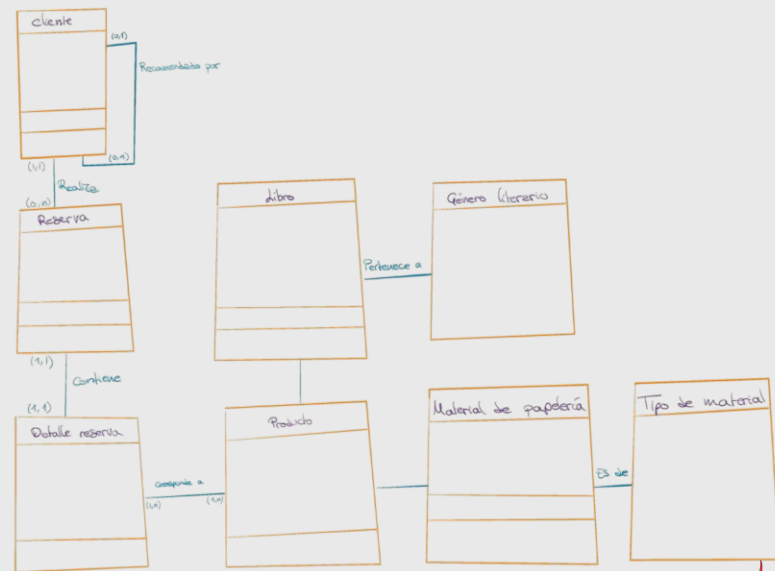 cliente
(0,1)
Recomendado por
(0,n)
(1,1)
Realiza
(0,n)
Reserva
Libro
Género literario
Pertenece a
(1,1)
Contiene
(1,1)
Detalle reserva
Producto
Material de papelería
Tipo de material
corresponde a
(1,n)
(1,n)
Es de